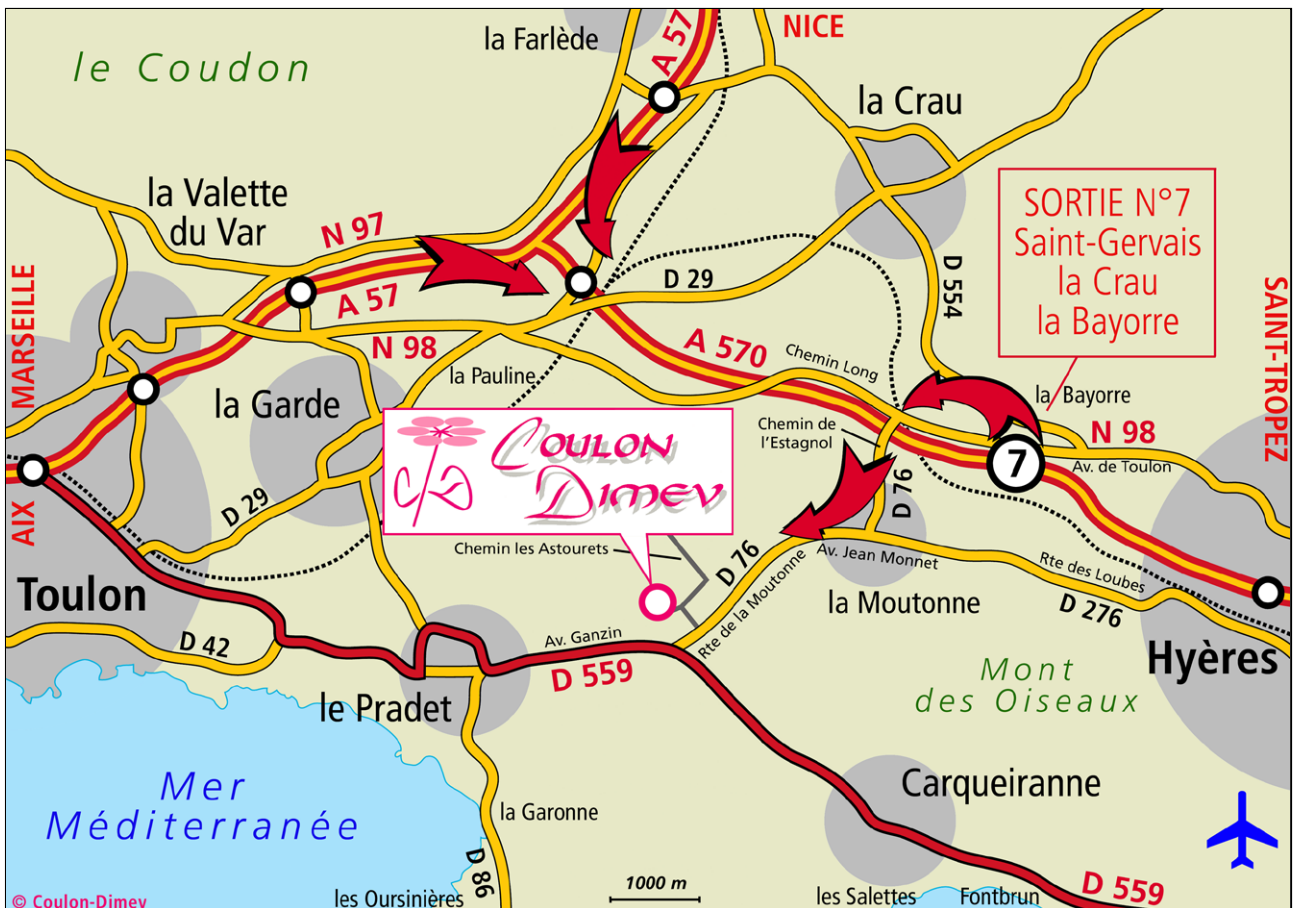 la Farlède
A 57
NICE
le Coudon
la Crau
la Valette
du Var
N 97
SORTIE N°7
Saint-Gervais
la Crau
la Bayorre
MARSEILLE
A 57
D 29
D 554
SAINT-TROPEZ
N 98
A 570
Chemin Long
la Pauline
la Garde
la Bayorre
Chemin de
l'Estagnol
N 98
COULON
DIMEY
7
Av. de Toulon
AIX
D 29
D 76
Chemin les Astourets
D 76
Av. Jean Monnet
Rte des Loubes
Toulon
Rte de la Moutonne
la Moutonne
D 276
D 42
Av. Ganzin
D 559
Hyères
Mont
des Oiseaux
le Pradet
Mer
Méditerranée
Carqueiranne
la Garonne
D 86
1000 m
les Oursinières
les Salettes
Fontbrun
D 559
© Coulon-Dimey